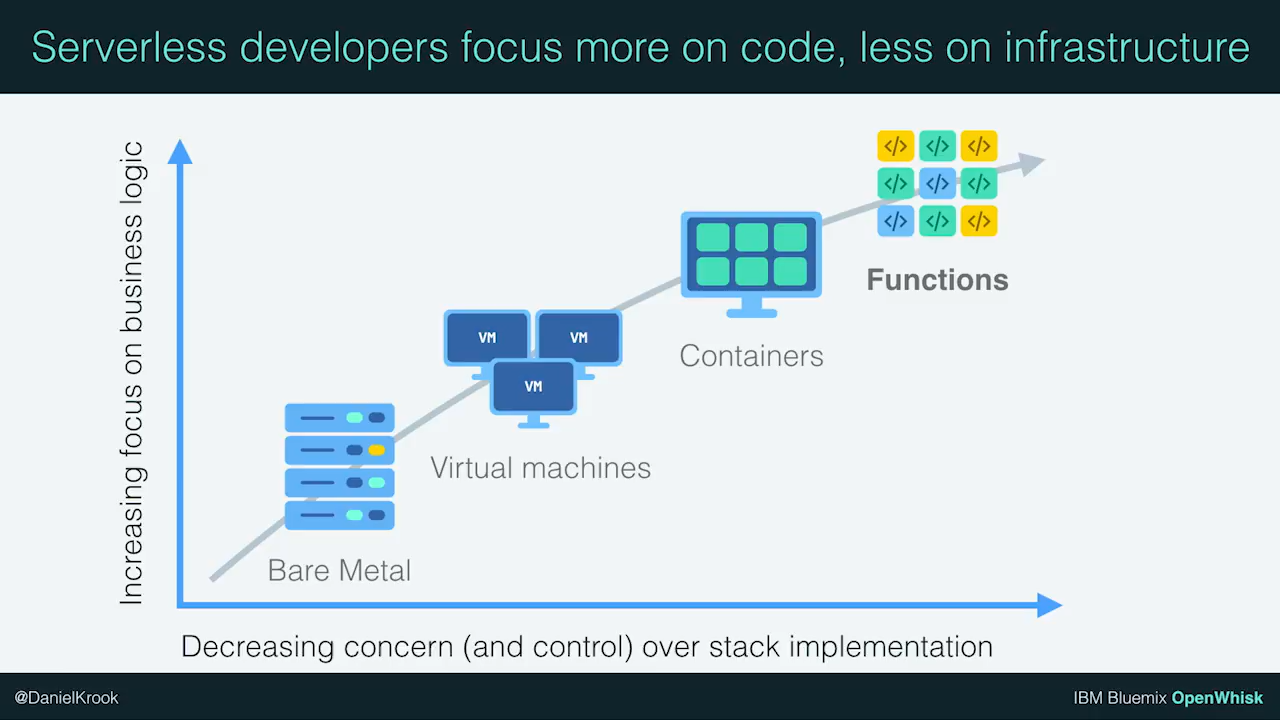 Serverless developers focus more on code, less on infrastructure
Increasing focus on business logic
</> </> </>
</> </> </>
</> </> </>
Functions
Containers
VM VM
VM
Virtual machines
Bare Metal
Decreasing concern (and control) over stack implementation
@DanielKrook
IBM Bluemix OpenWhisk